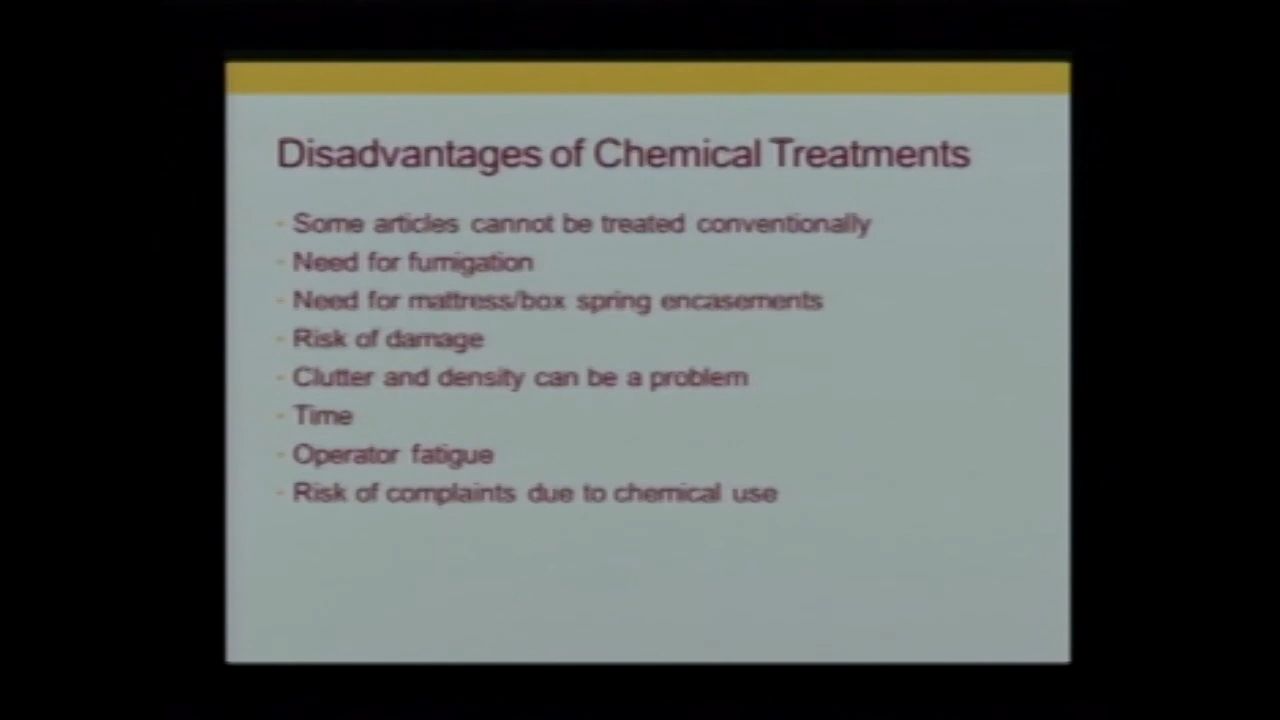 Disadvantages of Chemical Treatments
- Some articles cannot be treated conventionally
- Need for fumigation
- Need for mattress/box spring encasements
- Risk of damage
- Clutter and density can be a problem
- Time
- Operator fatigue
- Risk of complaints due to chemical use